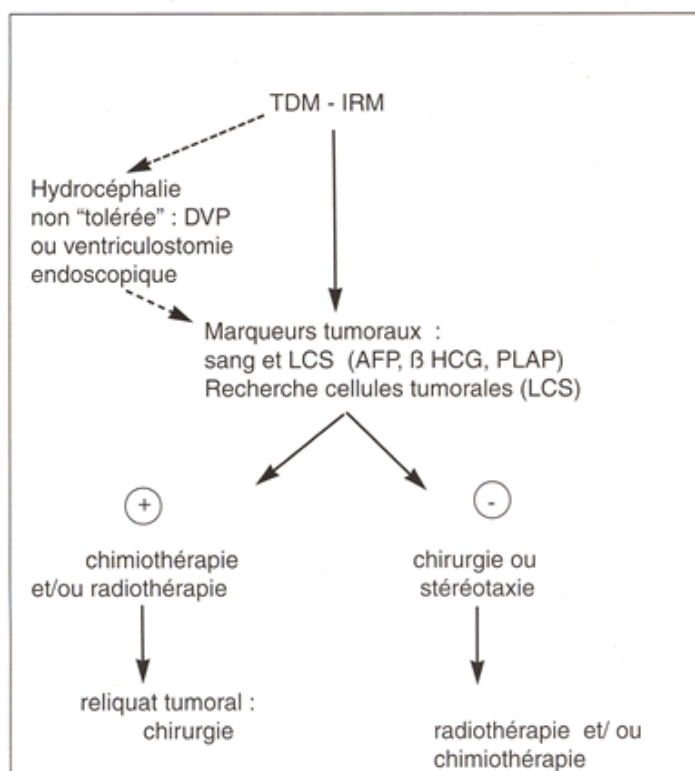 TDM - IRM
Hydrocéphalie
non "tolérée" : DVP
ou ventriculostomie
endoscopique
Marqueurs tumoraux :
sang et LCS (AFP, ß HCG, PLAP)
Recherche cellules tumorales (LCS)
+
-
chimiothérapie
et/ou radiothérapie
chirurgie ou
stéréotaxie
reliquat tumoral :
chirurgie
radiothérapie et/ ou
chimiothérapie